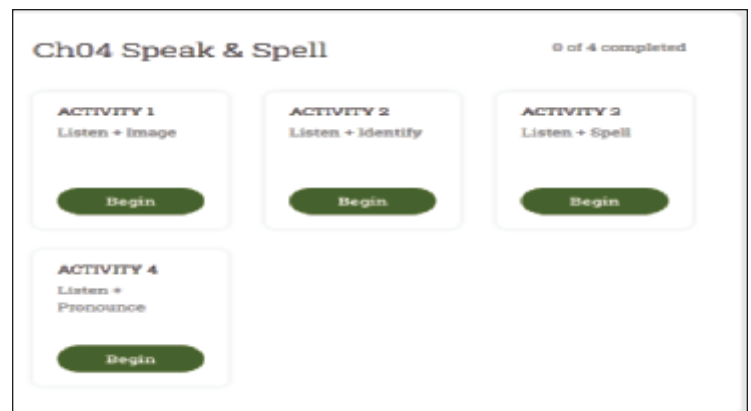 Ch04 Speak & Spell
0 of 4 completed
ACTIVITY 1
Listen + Image
Begin
ACTIVITY 2
Listen + Identify
Begin
ACTIVITY 3
Listen + Spell
Begin
ACTIVITY 4
Listen +
Pronounce
Begin